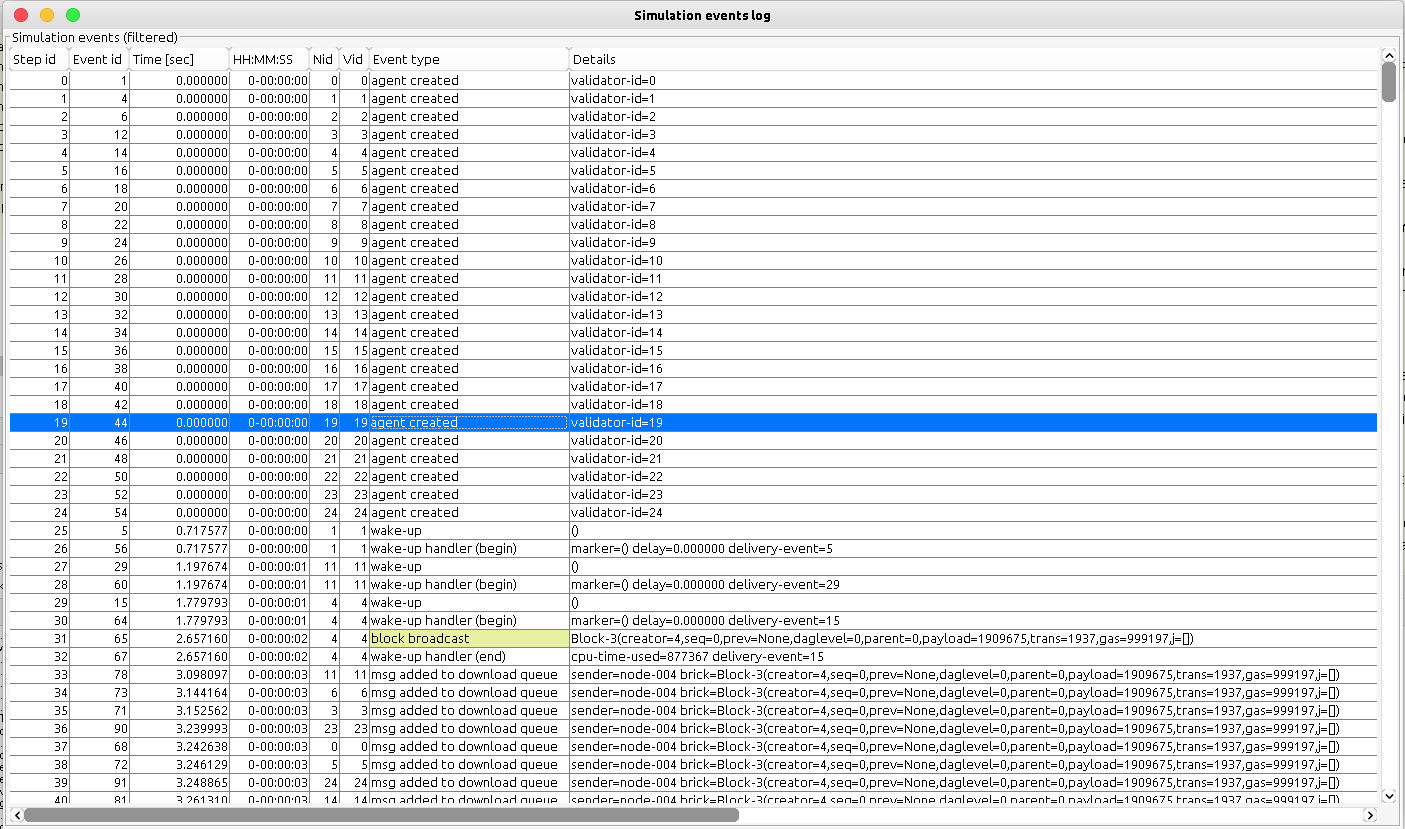 Simulation events log
Simulation events (filtered)
Step id Event id Time [sec] HH:MM:SS Nid Vid Event type Details
0 1 0.000000 0-00:00:00 0 0 agent created validator-id=0
1 4 0.000000 0-00:00:00 1 1 agent created validator-id=1
2 6 0.000000 0-00:00:00 2 2 agent created validator-id=2
3 12 0.000000 0-00:00:00 3 3 agent created validator-id=3
4 14 0.000000 0-00:00:00 4 4 agent created validator-id=4
5 16 0.000000 0-00:00:00 5 5 agent created validator-id=5
6 18 0.000000 0-00:00:00 6 6 agent created validator-id=6
7 20 0.000000 0-00:00:00 7 7 agent created validator-id=7
8 22 0.000000 0-00:00:00 8 8 agent created validator-id=8
9 24 0.000000 0-00:00:00 9 9 agent created validator-id=9
10 26 0.000000 0-00:00:00 10 10 agent created validator-id=10
11 28 0.000000 0-00:00:00 11 11 agent created validator-id=11
12 30 0.000000 0-00:00:00 12 12 agent created validator-id=12
13 32 0.000000 0-00:00:00 13 13 agent created validator-id=13
14 34 0.000000 0-00:00:00 14 14 agent created validator-id=14
15 36 0.000000 0-00:00:00 15 15 agent created validator-id=15
16 38 0.000000 0-00:00:00 16 16 agent created validator-id=16
17 40 0.000000 0-00:00:00 17 17 agent created validator-id=17
18 42 0.000000 0-00:00:00 18 18 agent created validator-id=18
19 44 0.000000 0-00:00:00 19 19 agent created validator-id=19
20 46 0.000000 0-00:00:00 20 20 agent created validator-id=20
21 48 0.000000 0-00:00:00 21 21 agent created validator-id=21
22 50 0.000000 0-00:00:00 22 22 agent created validator-id=22
23 52 0.000000 0-00:00:00 23 23 agent created validator-id=23
24 54 0.000000 0-00:00:00 24 24 agent created validator-id=24
25 5 0.717577 0-00:00:00 1 1 wake-up ()
26 56 0.717577 0-00:00:00 1 1 wake-up handler (begin) marker=() delay=0.000000 delivery-event=5
27 29 1.197674 0-00:00:01 11 11 wake-up ()
28 60 1.197674 0-00:00:01 11 11 wake-up handler (begin) marker=() delay=0.000000 delivery-event=29
29 15 1.779793 0-00:00:01 4 4 wake-up ()
30 64 1.779793 0-00:00:01 4 4 wake-up handler (begin) marker=() delay=0.000000 delivery-event=15
31 65 2.657160 0-00:00:02 4 4 block broadcast Block-3(creator=4,seq=0,prev=None,daglevel=0,parent=0,payload=1909675,trans=1937,gas=999197,j=[])
32 67 2.657160 0-00:00:02 4 4 wake-up handler (end) cpu-time-used=877367 delivery-event=15
33 78 3.098097 0-00:00:03 11 11 msg added to download queue sender=node-004 brick=Block-3(creator=4,seq=0,prev=None,daglevel=0,parent=0,payload=1909675,trans=1937,gas=999197,j=[])
34 73 3.144164 0-00:00:03 6 6 msg added to download queue sender=node-004 brick=Block-3(creator=4,seq=0,prev=None,daglevel=0,parent=0,payload=1909675,trans=1937,gas=999197,j=[])
35 71 3.152562 0-00:00:03 3 3 msg added to download queue sender=node-004 brick=Block-3(creator=4,seq=0,prev=None,daglevel=0,parent=0,payload=1909675,trans=1937,gas=999197,j=[])
36 90 3.239993 0-00:00:03 23 23 msg added to download queue sender=node-004 brick=Block-3(creator=4,seq=0,prev=None,daglevel=0,parent=0,payload=1909675,trans=1937,gas=999197,j=[])
37 68 3.242638 0-00:00:03 0 0 msg added to download queue sender=node-004 brick=Block-3(creator=4,seq=0,prev=None,daglevel=0,parent=0,payload=1909675,trans=1937,gas=999197,j=[])
38 72 3.246129 0-00:00:03 5 5 msg added to download queue sender=node-004 brick=Block-3(creator=4,seq=0,prev=None,daglevel=0,parent=0,payload=1909675,trans=1937,gas=999197,j=[])
39 91 3.248865 0-00:00:03 24 24 msg added to download queue sender=node-004 brick=Block-3(creator=4,seq=0,prev=None,daglevel=0,parent=0,payload=1909675,trans=1937,gas=999197,j=[])
40 81 3.261310 0-00:00:03 14 14 msg added to download queue sender=node-004 brick=Block-3(creator=4,seq=0,prev=None,daglevel=0,parent=0,payload=1909675,trans=1937,gas=999197,j=[])